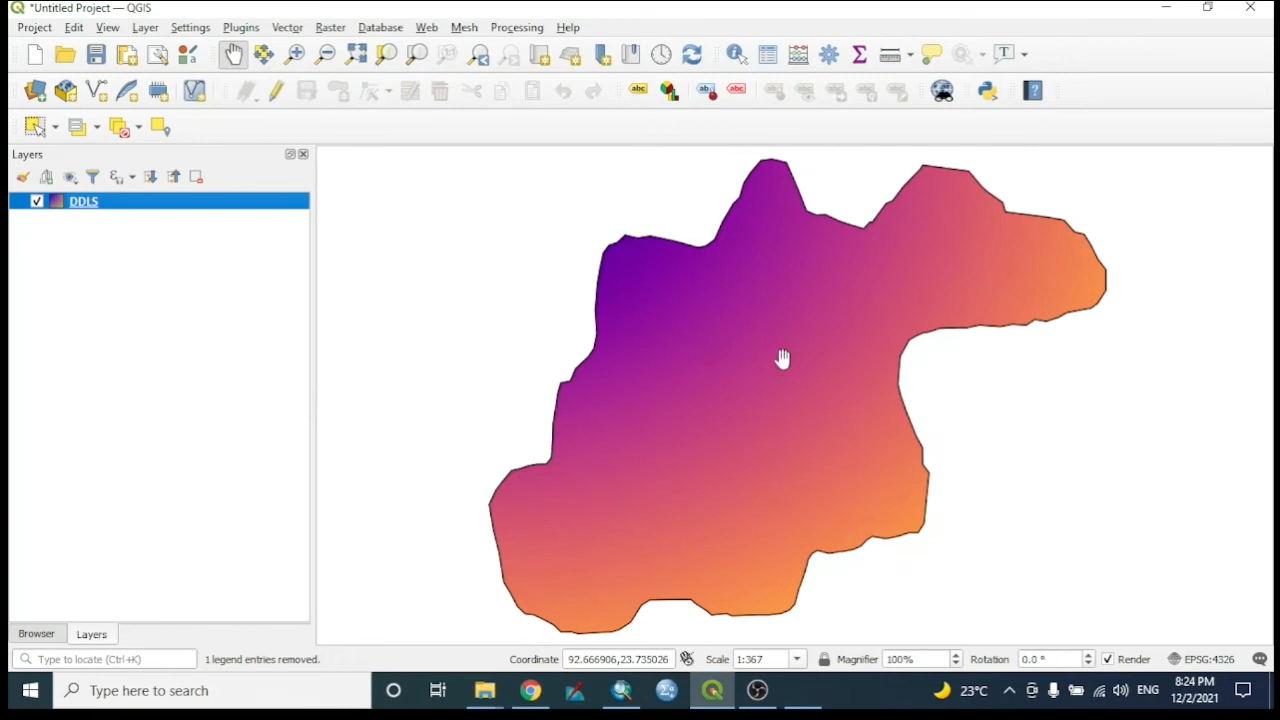 *Untitled Project — QGIS
Project Edit View Layer Settings Plugins Vector Raster Database Web Mesh Processing Help
Layers
DDLS
Browser Layers
Type to locate (Ctrl+K) 1 legend entries removed. Coordinate 92.666906,23.735026 Scale 1:367 Magnifier 100% Rotation 0.0 ° Render EPSG:4326
Type here to search 23°C ENG 8:24 PM
12/2/2021